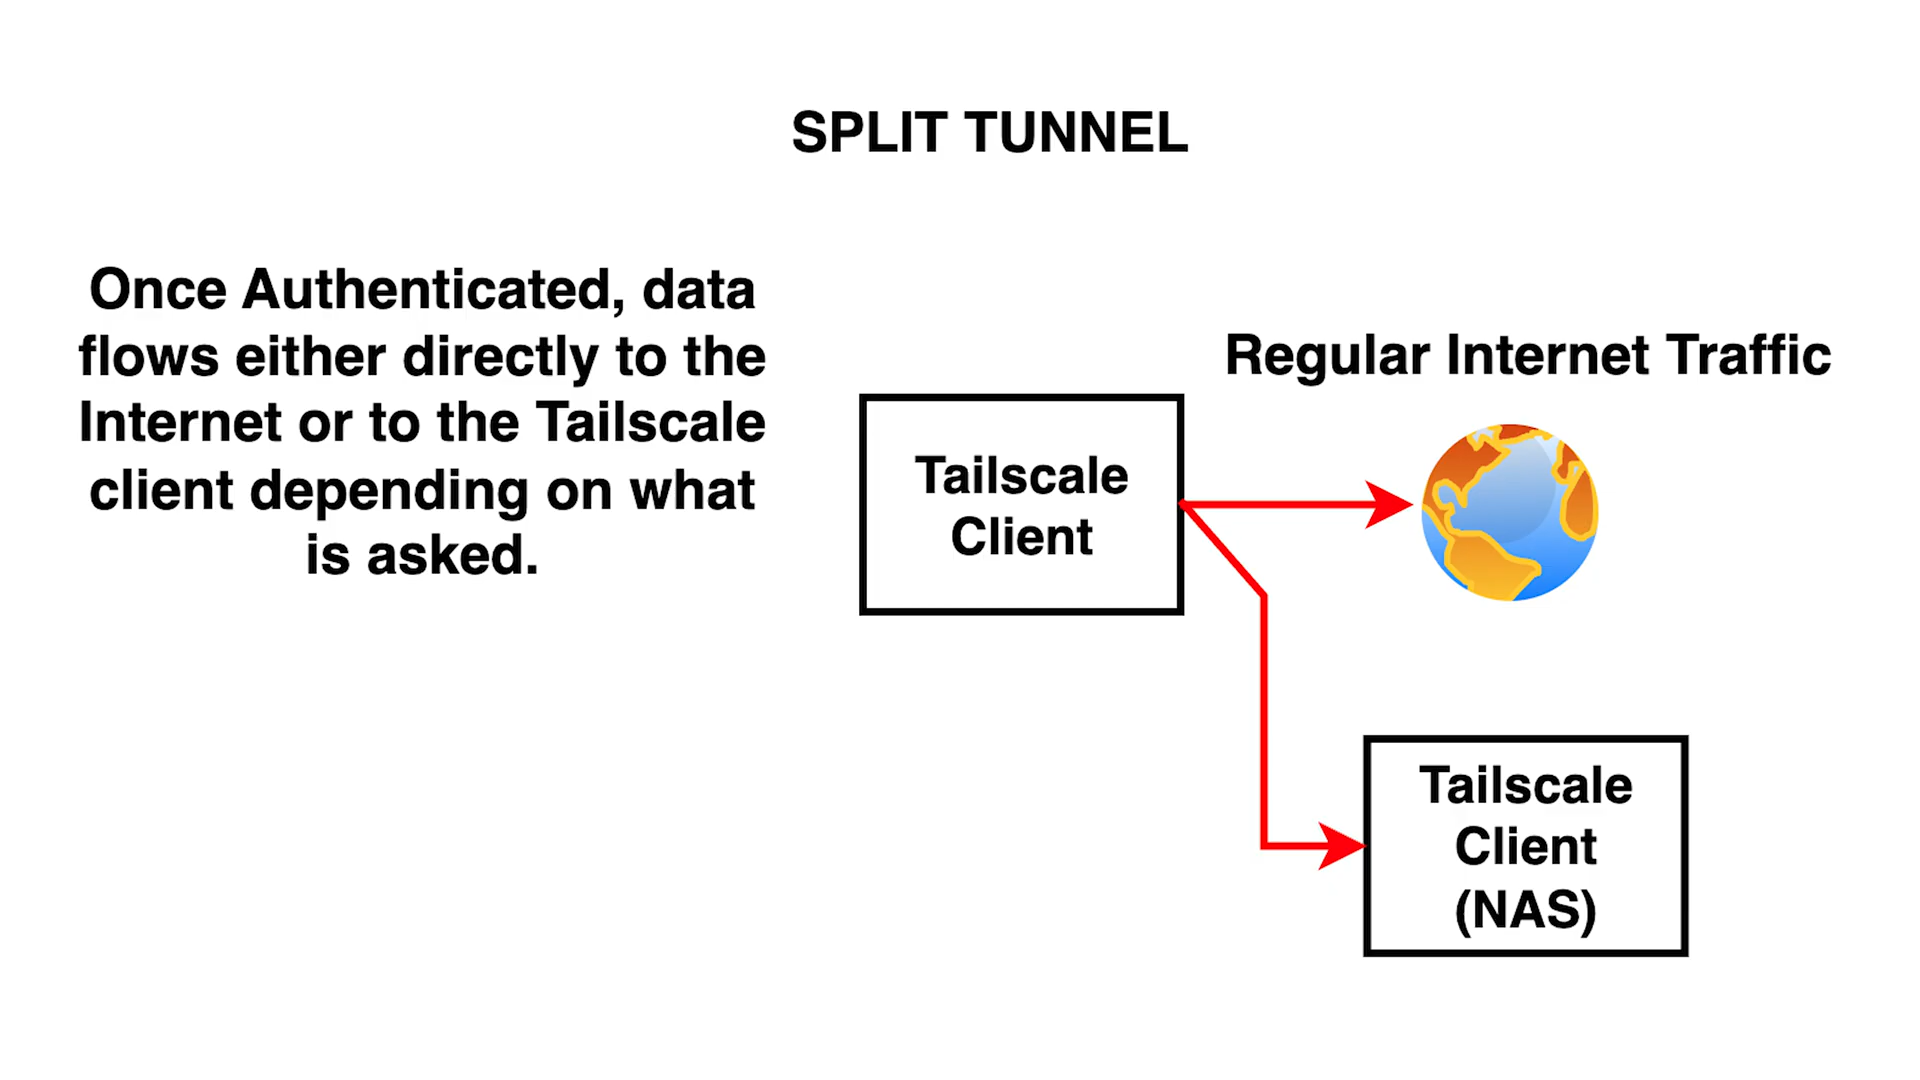 SPLIT TUNNEL
Once Authenticated, data
flows either directly to the
Internet or to the Tailscale
client depending on what
is asked.
Regular Internet Traffic
Tailscale
Client
Tailscale
Client
(NAS)